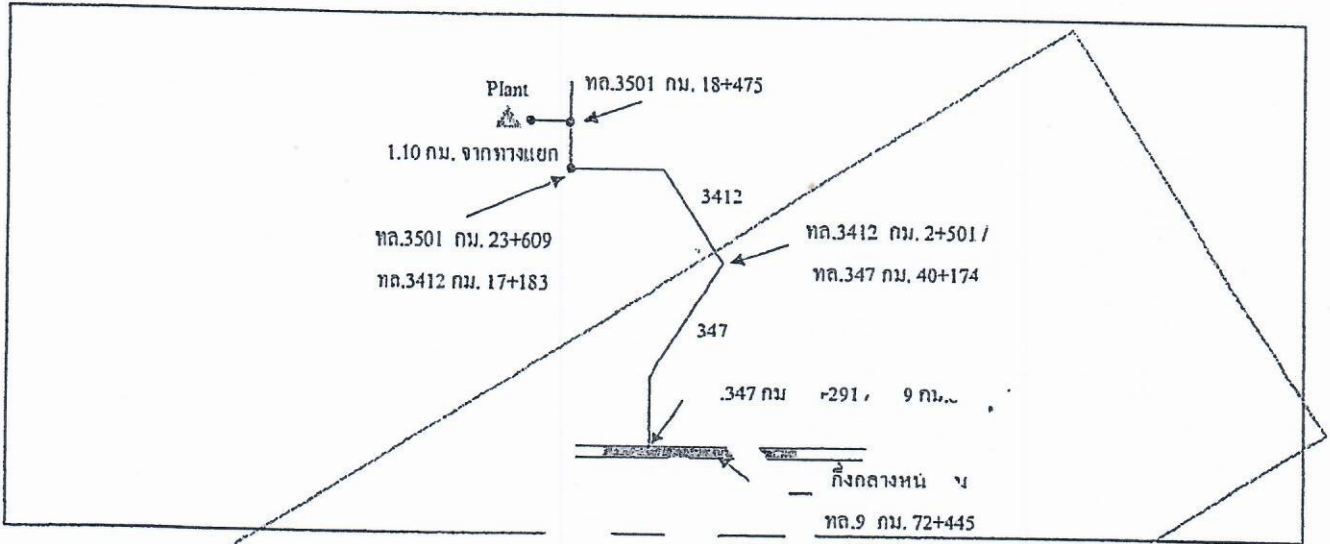 Plant
ทล.3501 กม. 18+475
1.10 กม. จากทางแยก
3412
ทล.3501 กม. 23+609
ทล.3412 กม. 17+183
ทล.3412 กม. 2+501 /
ทล.347 กม. 40+174
347
.347 กม 291 9 กม.
กึ่งกลางหน้
ทล.9 กม. 72+445